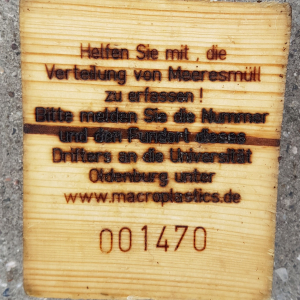 Helfen Sie mit , die
Verteilung von Meeresmüll
zu erfassen !
Bitte melden Sie die Nummer
und den Fundort dieses
Drifters an die Universität
Oldenburg unter
www.macroplastics.de
001470